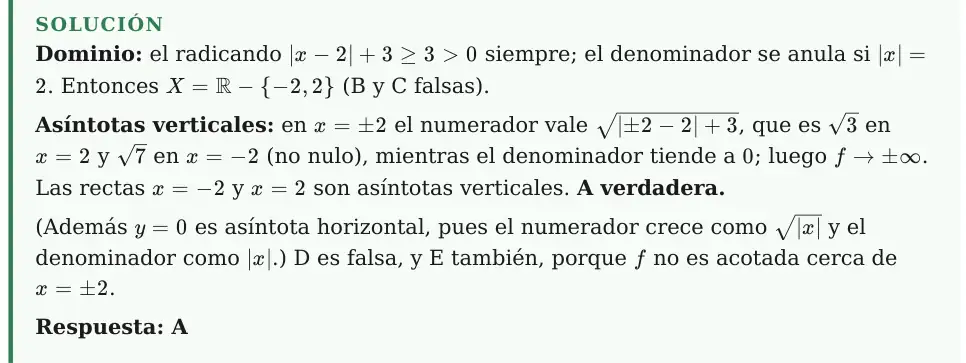 SOLUCIÓN
Dominio: el radicando |x − 2| + 3 ≥ 3 > 0 siempre; el denominador se anula si |x| =
2. Entonces X = ℝ − {−2, 2} (B y C falsas).
Asíntotas verticales: en x = ±2 el numerador vale √(|±2 − 2| + 3), que es √3 en
x = 2 y √7 en x = −2 (no nulo), mientras el denominador tiende a 0; luego f → ±∞.
Las rectas x = −2 y x = 2 son asíntotas verticales. A verdadera.
(Además y = 0 es asíntota horizontal, pues el numerador crece como √|x| y el
denominador como |x|.) D es falsa, y E también, porque f no es acotada cerca de
x = ±2.
Respuesta: A